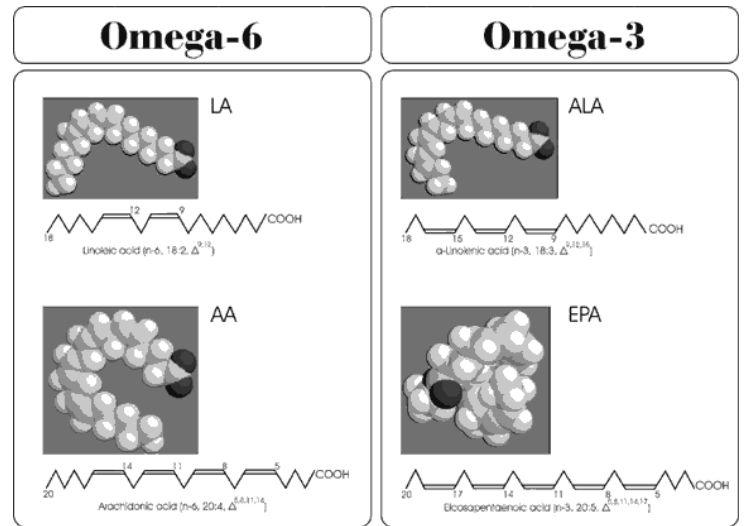 Omega-6
LA
12 9
COOH
18
Linoleic acid (n-6, 18:2, Δ9,12)
AA
14 11 8 5
COOH
20
Arachidonic acid (n-6, 20:4, Δ5,8,11,14)
Omega-3
ALA
COOH
18 15 12 9
α-Linolenic acid (n-3, 18:3, Δ
EPA
COOH
20 17 14 11 8 5
Eicosapentaenoic acid (n-3, 20:5, Δ5,8,11,14,17)